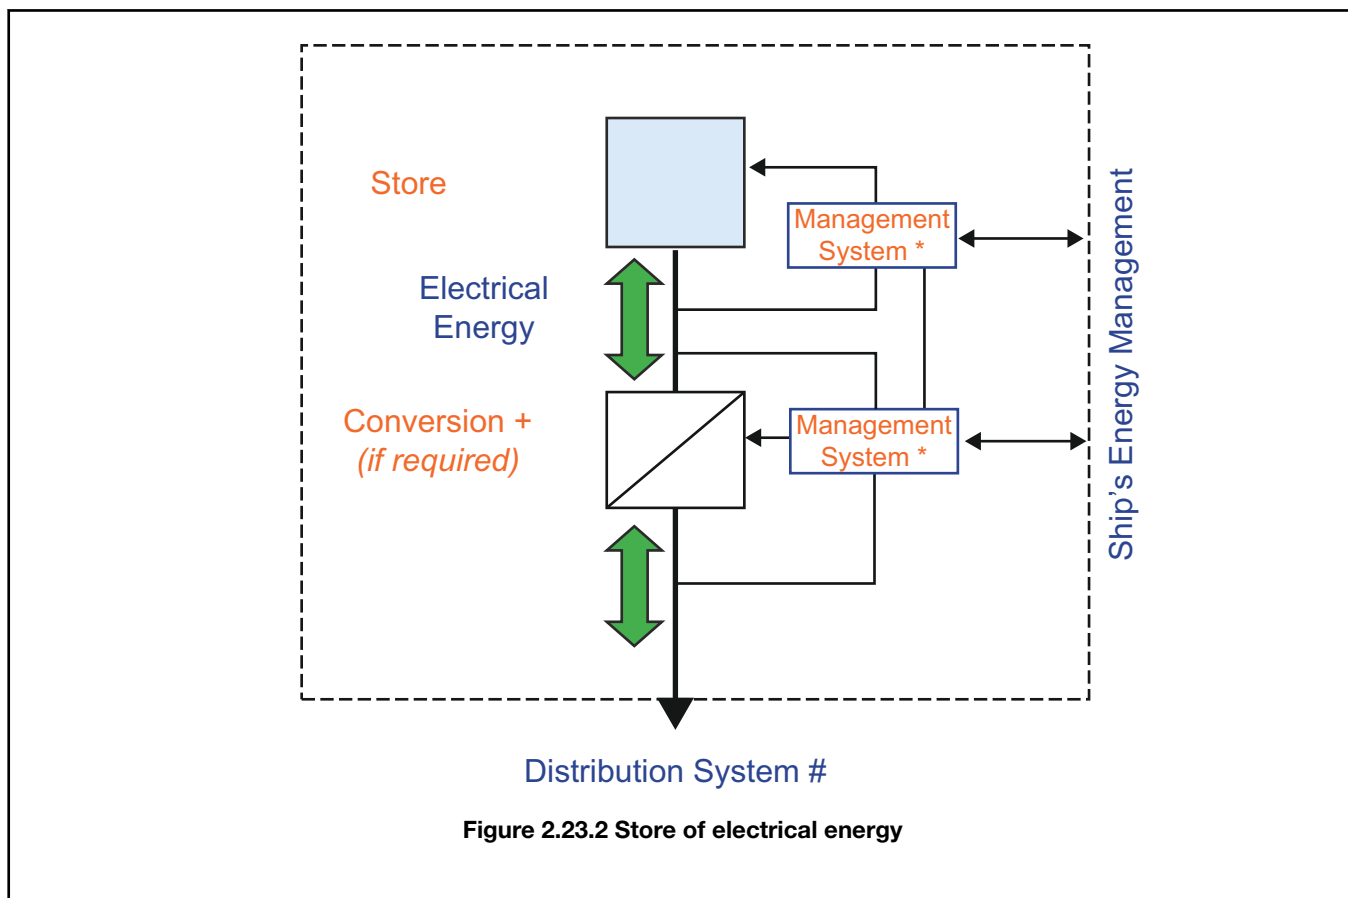 Store
Management
System *
Electrical
Energy
Conversion +
(if required)
Management
System *
Ship's Energy Management
Distribution System #
Figure 2.23.2 Store of electrical energy